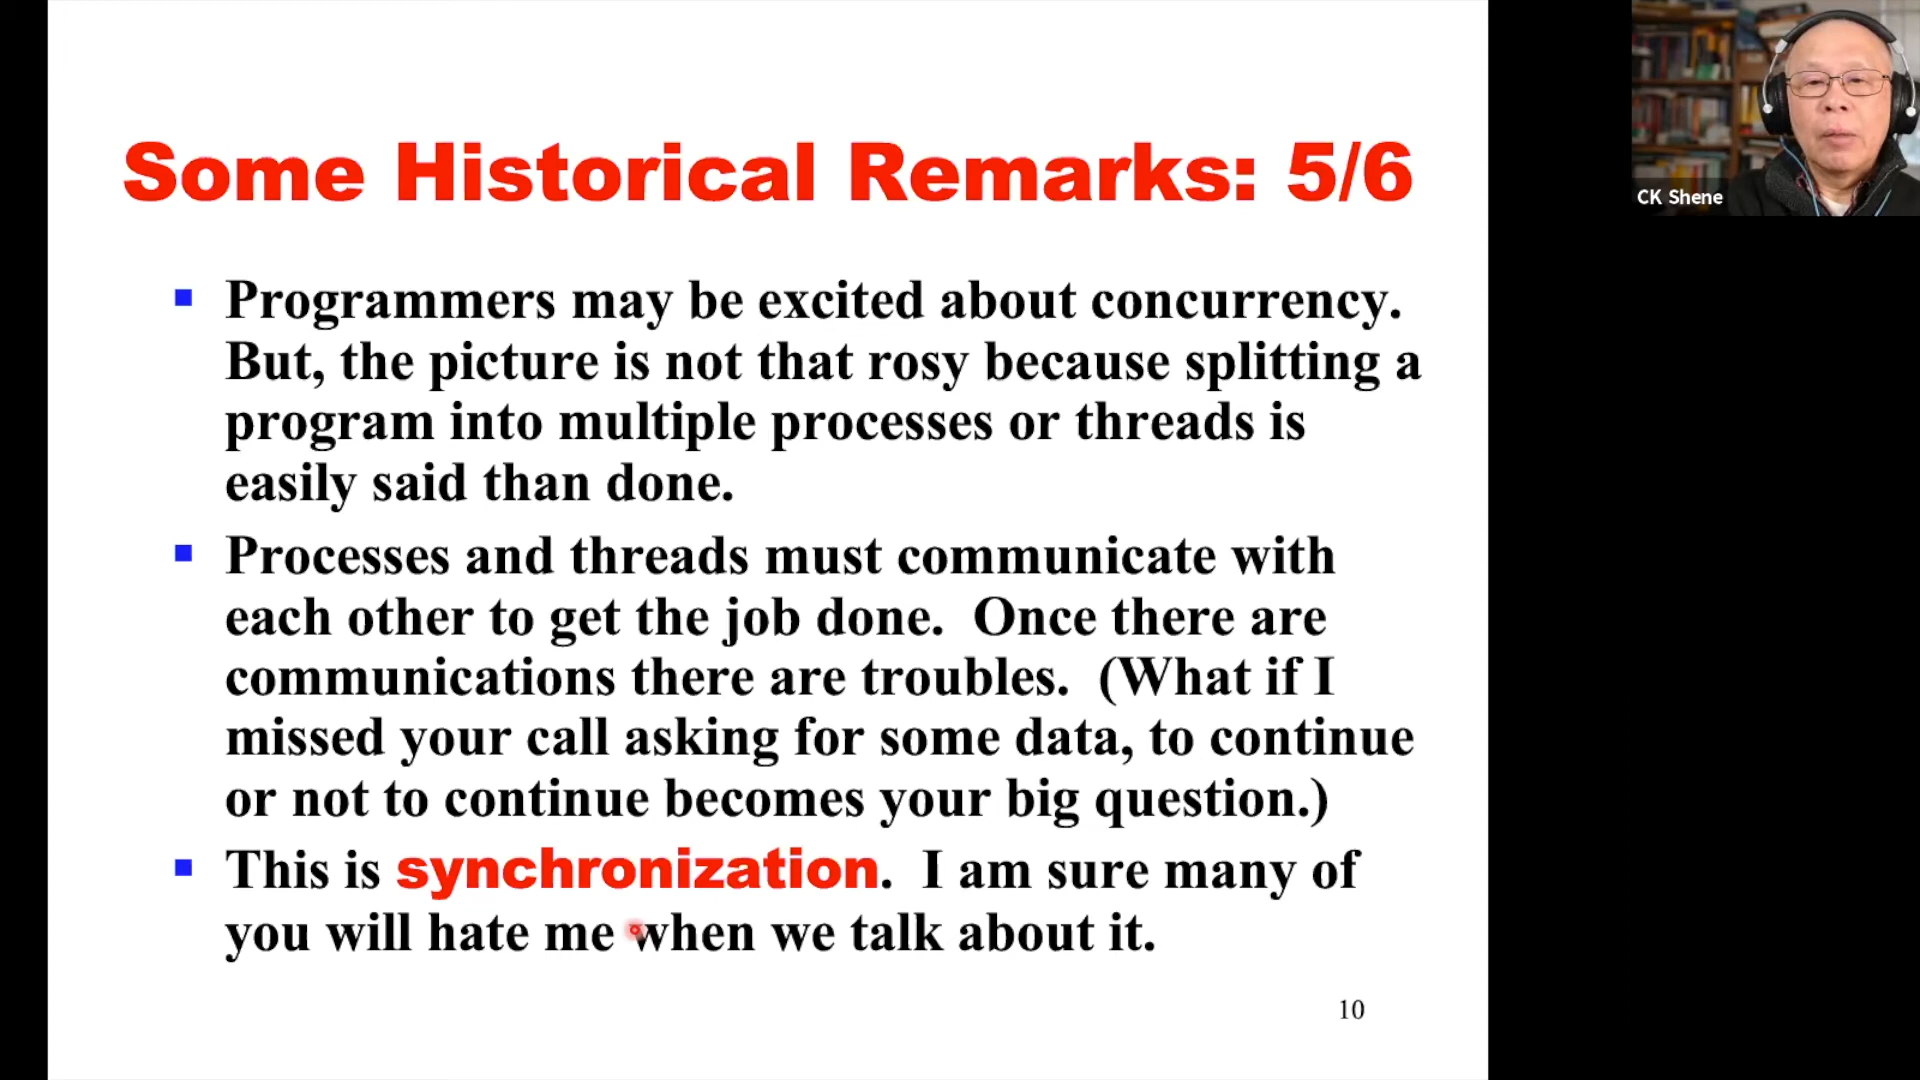 Some Historical Remarks: 5/6
CK Shene
Programmers may be excited about concurrency.
But, the picture is not that rosy because splitting a
program into multiple processes or threads is
easily said than done.
Processes and threads must communicate with
each other to get the job done.  Once there are
communications there are troubles.  (What if I
missed your call asking for some data, to continue
or not to continue becomes your big question.)
This is synchronization.  I am sure many of
you will hate me when we talk about it.
10